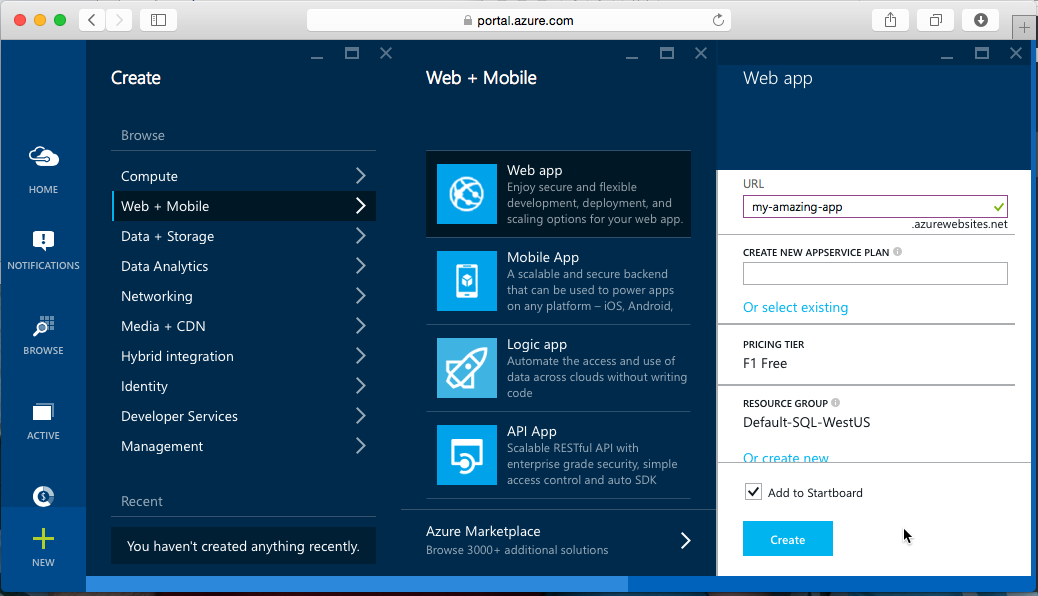 portal.azure.com
HOME
NOTIFICATIONS
BROWSE
ACTIVE
NEW
Create
Browse
Compute
Web + Mobile
Data + Storage
Data Analytics
Networking
Media + CDN
Hybrid integration
Identity
Developer Services
Management
Recent
You haven't created anything recently.
Web + Mobile
Web app
Enjoy secure and flexible
development, deployment, and
scaling options for your web app.
Mobile App
A scalable and secure backend
that can be used to power apps
on any platform – iOS, Android,
Logic app
Automate the access and use of
data across clouds without writing
code
API App
Scalable RESTful API with
enterprise grade security, simple
access control and auto SDK
Azure Marketplace
Browse 3000+ additional solutions
Web app
URL
my-amazing-app
.azurewebsites.net
CREATE NEW APPSERVICE PLAN
Or select existing
PRICING TIER
F1 Free
RESOURCE GROUP
Default-SQL-WestUS
Or create new
Add to Startboard
Create